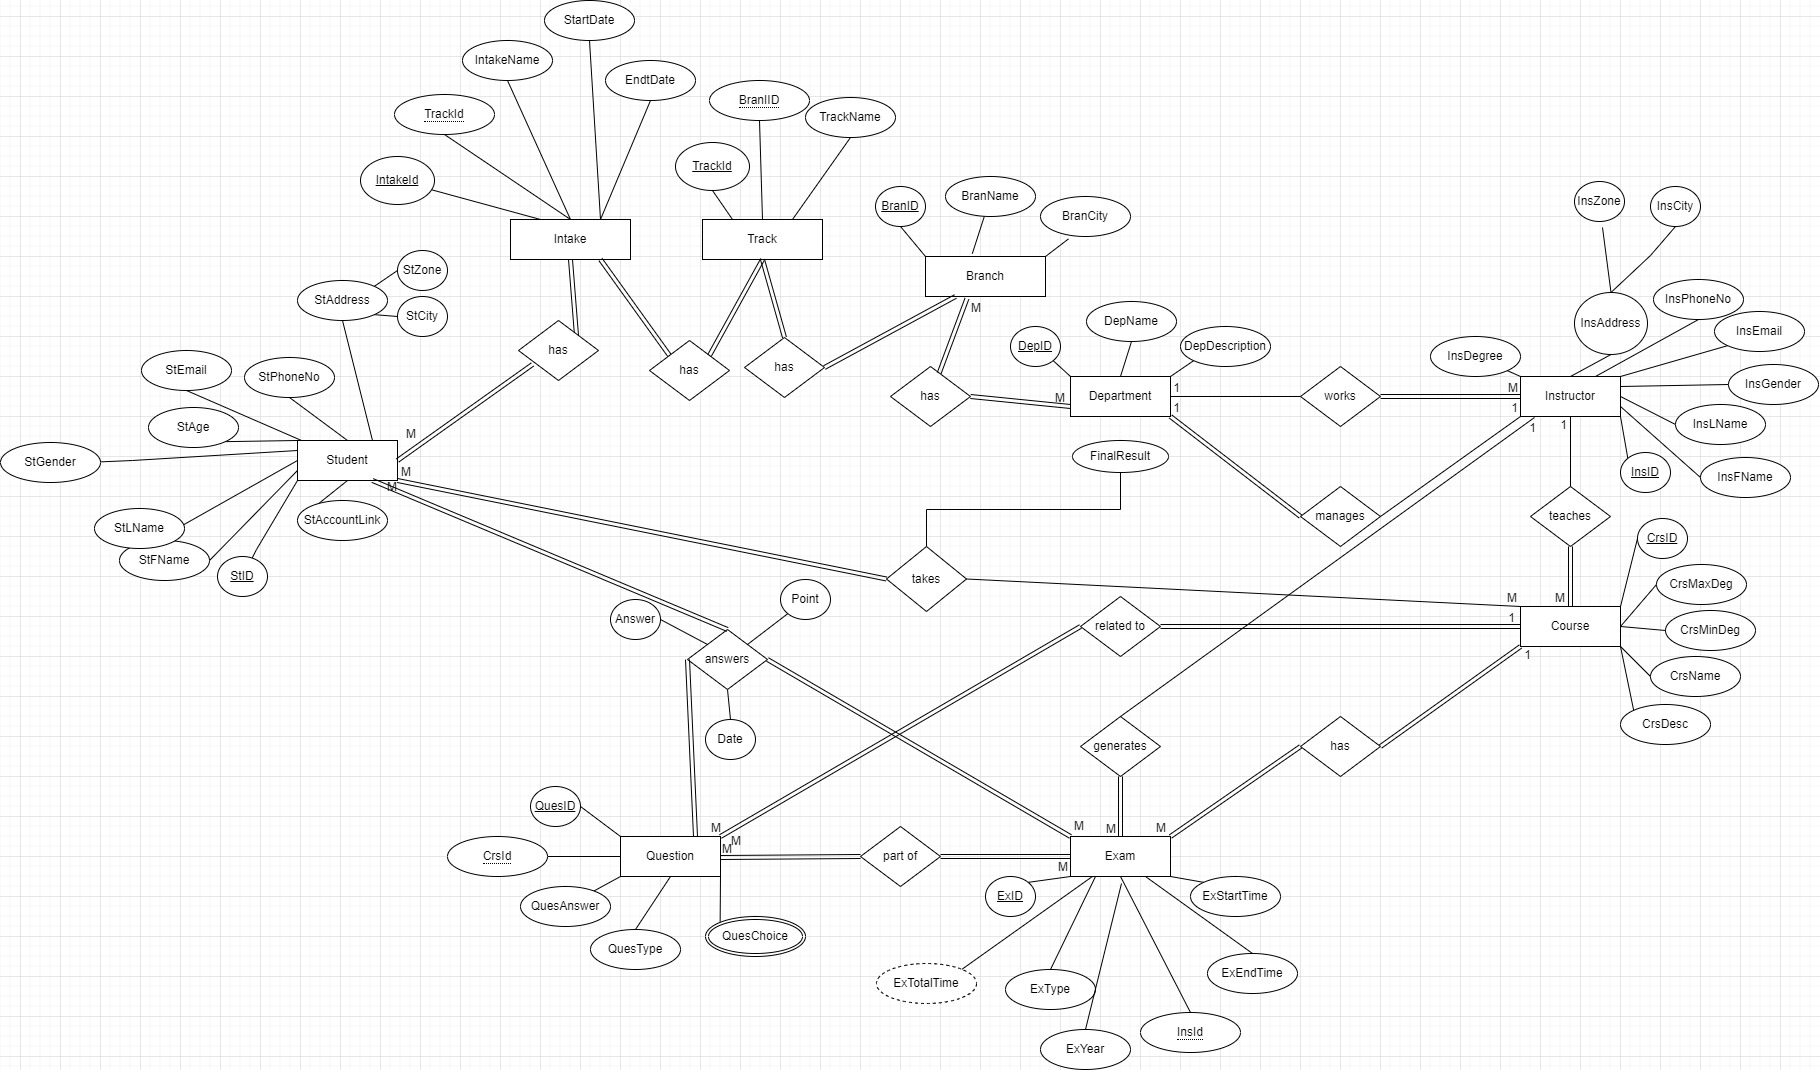 StartDate
IntakeName
EndtDate
TrackId
BranIID
TrackName
TrackId
IntakeId
BranID
BranName
BranCity
InsZone
InsCity
Intake
Track
Branch
StZone
StAddress
StCity
M
InsPhoneNo
InsAddress
InsEmail
DepName
DepID
DepDescription
InsDegree
has
has
has
StEmail
StPhoneNo
InsGender
has
M
Department
1
1
works
M
1
Instructor
StAge
M
1
1
InsLName
StGender
Student
M
M
FinalResult
InsID
InsFName
StLName
StAccountLink
manages
teaches
StFName
StID
CrsID
takes
CrsMaxDeg
Answer
Point
M
M
1
related to
Course
CrsMinDeg
answers
1
CrsName
Date
generates
has
CrsDesc
QuesID
M
M
M
M
M
M
M
CrsId
Question
part of
Exam
QuesAnswer
ExID
ExStartTime
QuesType
QuesChoice
ExTotalTime
ExType
ExEndTime
InsId
ExYear